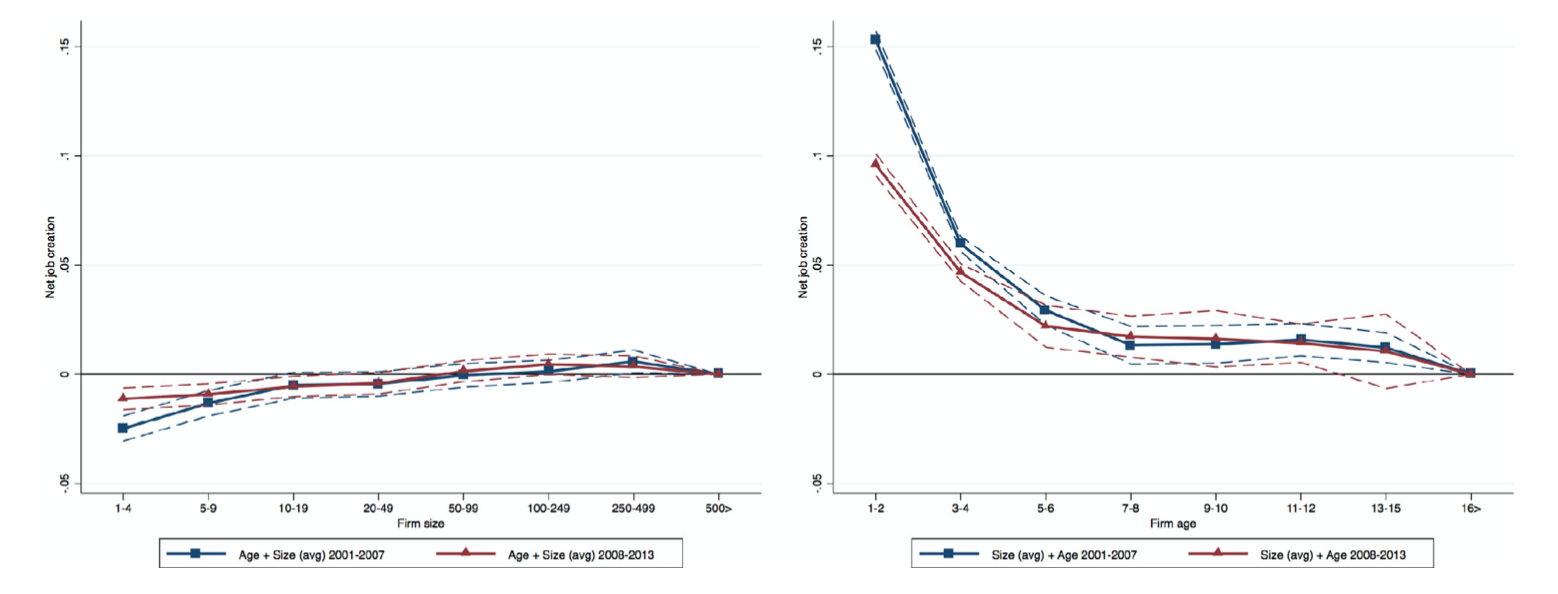 Net job creation
.15
.1
.05
0
-.05
1-4 5-9 10-19 20-49 50-99 100-249 250-499 500>
Firm size
Age + Size (avg) 2001-2007 Age + Size (avg) 2008-2013
Net job creation
.15
.1
.05
0
-.05
1-2 3-4 5-6 7-8 9-10 11-12 13-15 16>
Firm age
Size (avg) + Age 2001-2007 Size (avg) + Age 2008-2013